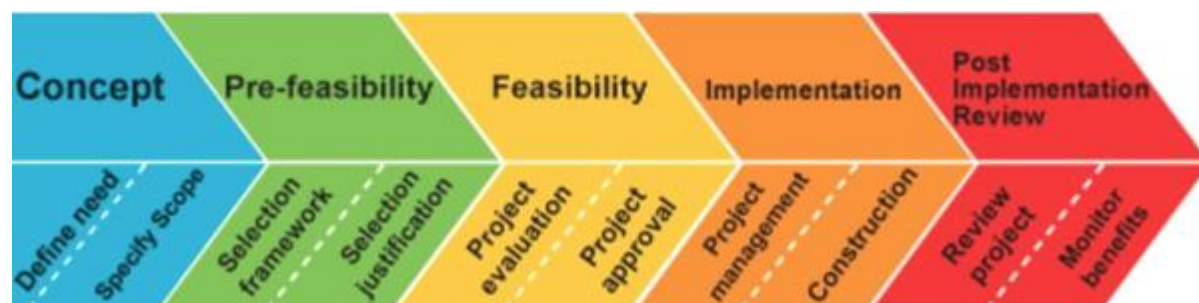 Concept
Pre-feasibility
Feasibility
Implementation
Post
Implementation
Review
Define need
Specify Scope
Selection
framework
Selection
justification
Project
evaluation
Project
approval
Project
management
Construction
Review
project
Monitor
benefits